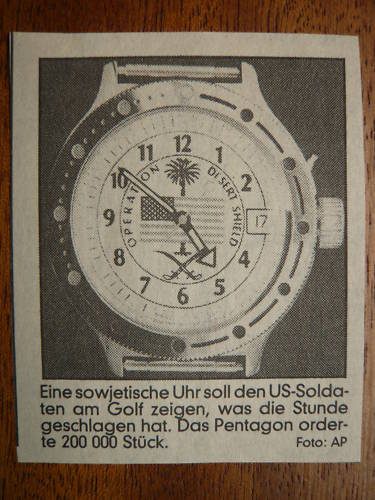 11 12 1
10 2
9 17
8 4
7 6 5
OPERATION DESERT SHIELD
Eine sowjetische Uhr soll den US-Solda-
ten am Golf zeigen, was die Stunde
geschlagen hat. Das Pentagon order-
te 200 000 Stück. Foto: AP